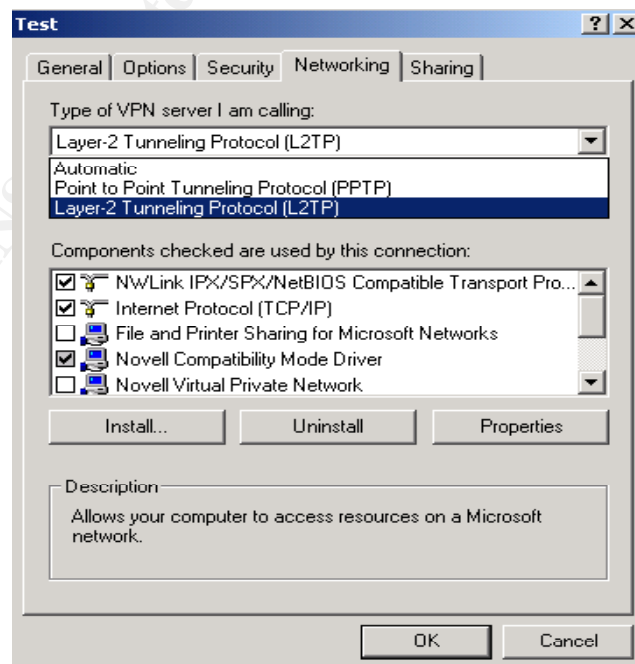 Test
General Options Security Networking Sharing
Type of VPN server I am calling:
Layer-2 Tunneling Protocol (L2TP)
Automatic
Point to Point Tunneling Protocol (PPTP)
Layer-2 Tunneling Protocol (L2TP)
Components checked are used by this connection:
NWLink IPX/SPX/NetBIOS Compatible Transport Pro...
Internet Protocol (TCP/IP)
File and Printer Sharing for Microsoft Networks
Novell Compatibility Mode Driver
Novell Virtual Private Network
Install... Uninstall Properties
Description
Allows your computer to access resources on a Microsoft
network.
OK Cancel